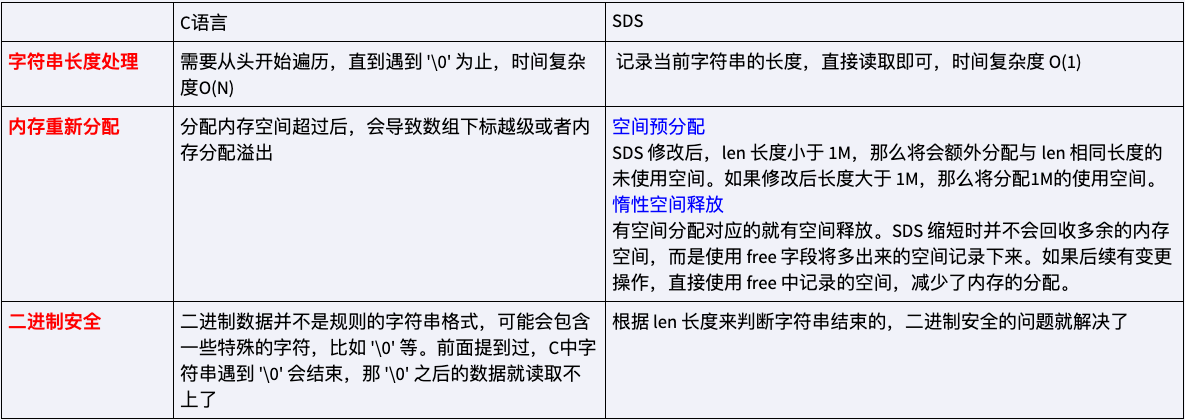 C语言
SDS
字符串长度处理
需要从头开始遍历，直到遇到 '\0' 为止，时间复杂
度O(N)
记录当前字符串的长度，直接读取即可，时间复杂度 O(1)
内存重新分配
分配内存空间超过后，会导致数组下标越级或者内
存分配溢出
空间预分配
SDS 修改后，len 长度小于 1M，那么将会额外分配与 len 相同长度的
未使用空间。如果修改后长度大于 1M，那么将分配1M的使用空间。
惰性空间释放
有空间分配对应的就有空间释放。SDS 缩短时并不会回收多余的内存
空间，而是使用 free 字段将多出来的空间记录下来。如果后续有变更
操作，直接使用 free 中记录的空间，减少了内存的分配。
二进制安全
二进制数据并不是规则的字符串格式，可能会包含
一些特殊的字符，比如 '\0' 等。前面提到过，C中字
符串遇到 '\0' 会结束，那 '\0' 之后的数据就读取不
上了
根据 len 长度来判断字符串结束的，二进制安全的问题就解决了